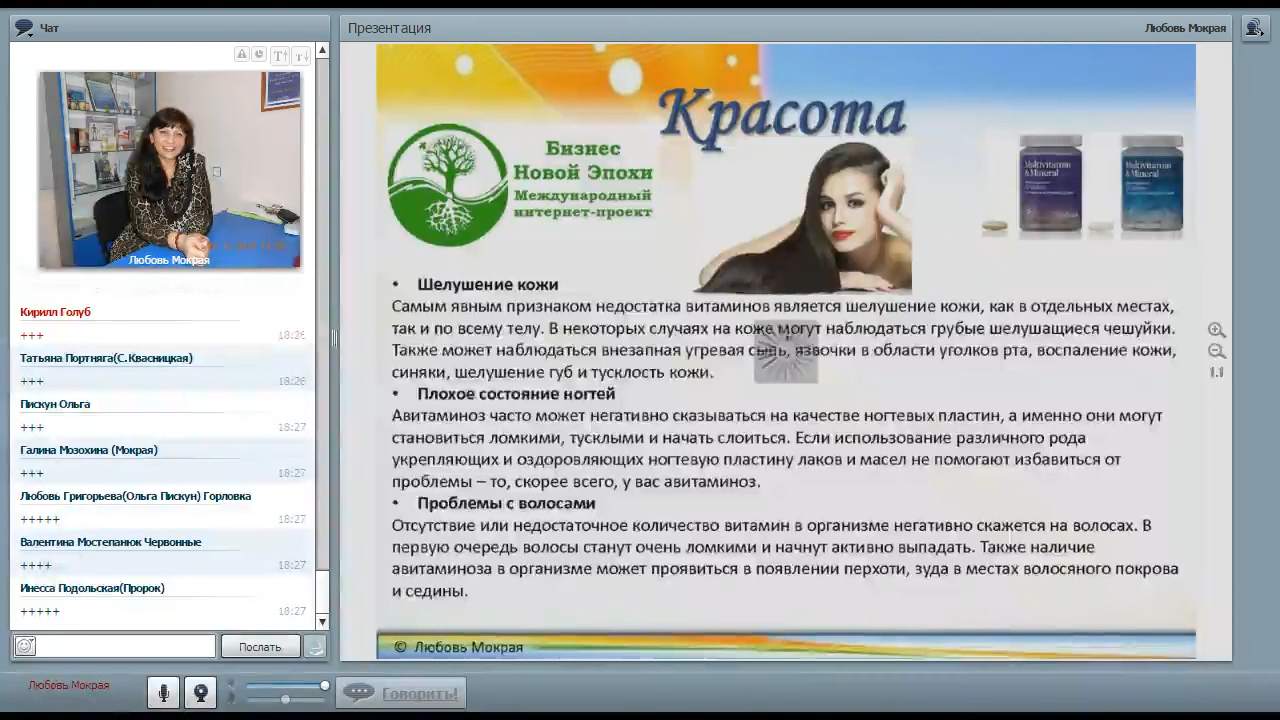 Чат
Любовь Мокрая
Кирилл Голуб
+++ 18:26
Татьяна Портняга(С.Квасницкая)
+++ 18:26
Пискун Ольга
+++ 18:27
Галина Мозохина (Мокрая)
+++ 18:27
Любовь Григорьева(Ольга Пискун) Горловка
+++++ 18:27
Валентина Мостепанюк Червонные
++++ 18:27
Инесса Подольская(Пророк)
+++++ 18:27
Послать
Любовь Мокрая
Говорить!
Презентация
Любовь Мокрая
Красота
Бизнес
Новой Эпохи
Международный
интернет-проект
Multivitamin
& Mineral
Multivitamin
& Mineral
• Шелушение кожи
Самым явным признаком недостатка витаминов является шелушение кожи, как в отдельных местах,
так и по всему телу. В некоторых случаях на коже могут наблюдаться грубые шелушащиеся чешуйки.
Также может наблюдаться внезапная угревая сыпь, язвочки в области уголков рта, воспаление кожи,
синяки, шелушение губ и тусклость кожи.
• Плохое состояние ногтей
Авитаминоз часто может негативно сказываться на качестве ногтевых пластин, а именно они могут
становиться ломкими, тусклыми и начать слоиться. Если использование различного рода
укрепляющих и оздоровляющих ногтевую пластину лаков и масел не помогают избавиться от
проблемы – то, скорее всего, у вас авитаминоз.
• Проблемы с волосами
Отсутствие или недостаточное количество витамин в организме негативно скажется на волосах. В
первую очередь волосы станут очень ломкими и начнут активно выпадать. Также наличие
авитаминоза в организме может проявиться в появлении перхоти, зуда в местах волосяного покрова
и седины.
© Любовь Мокрая
1:1